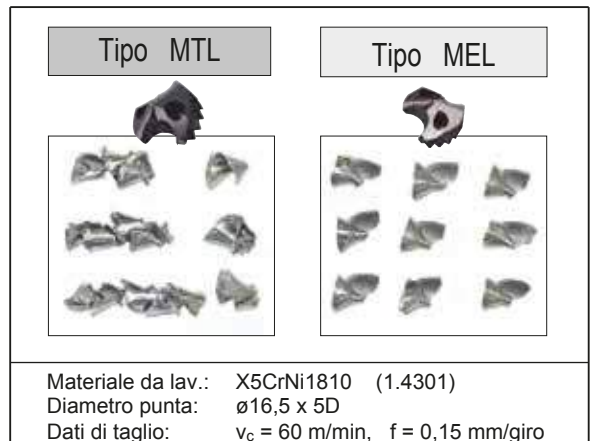 Tipo MTL
Tipo MEL
Materiale da lav.: X5CrNi1810 (1.4301)
Diametro punta: ø16,5 x 5D
Dati di taglio: vc = 60 m/min, f = 0,15 mm/giro